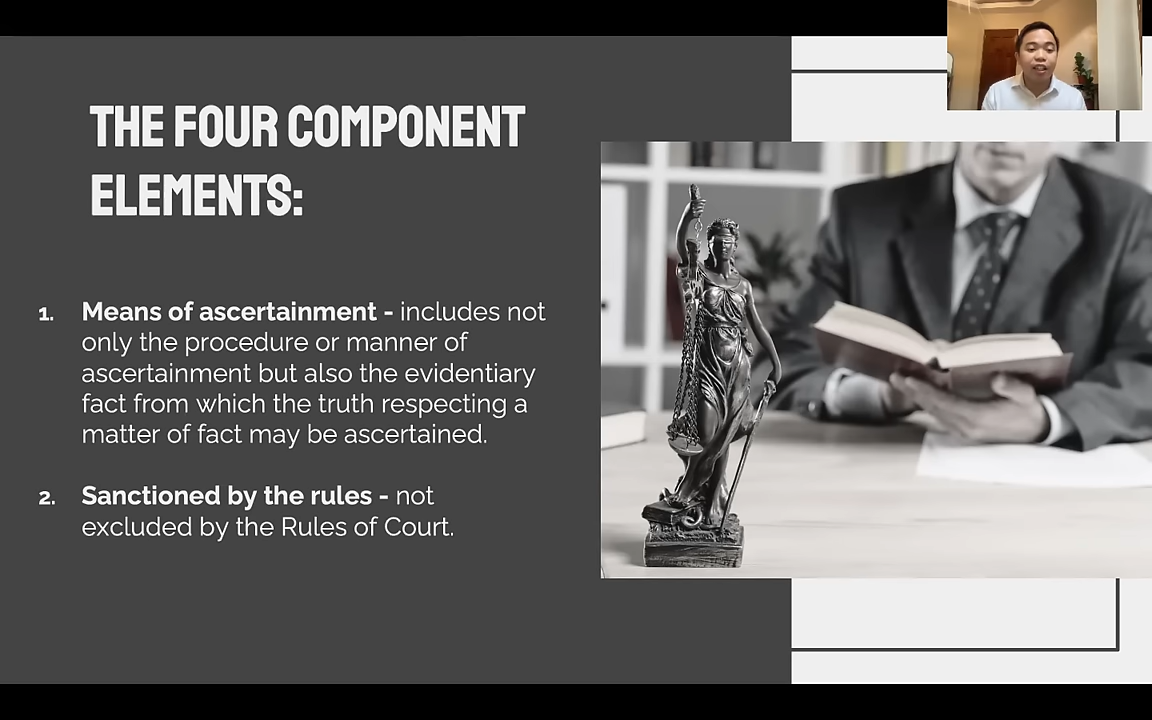 THE FOUR COMPONENT
ELEMENTS:
1. Means of ascertainment - includes not
only the procedure or manner of
ascertainment but also the evidentiary
fact from which the truth respecting a
matter of fact may be ascertained.
2. Sanctioned by the rules - not
excluded by the Rules of Court.